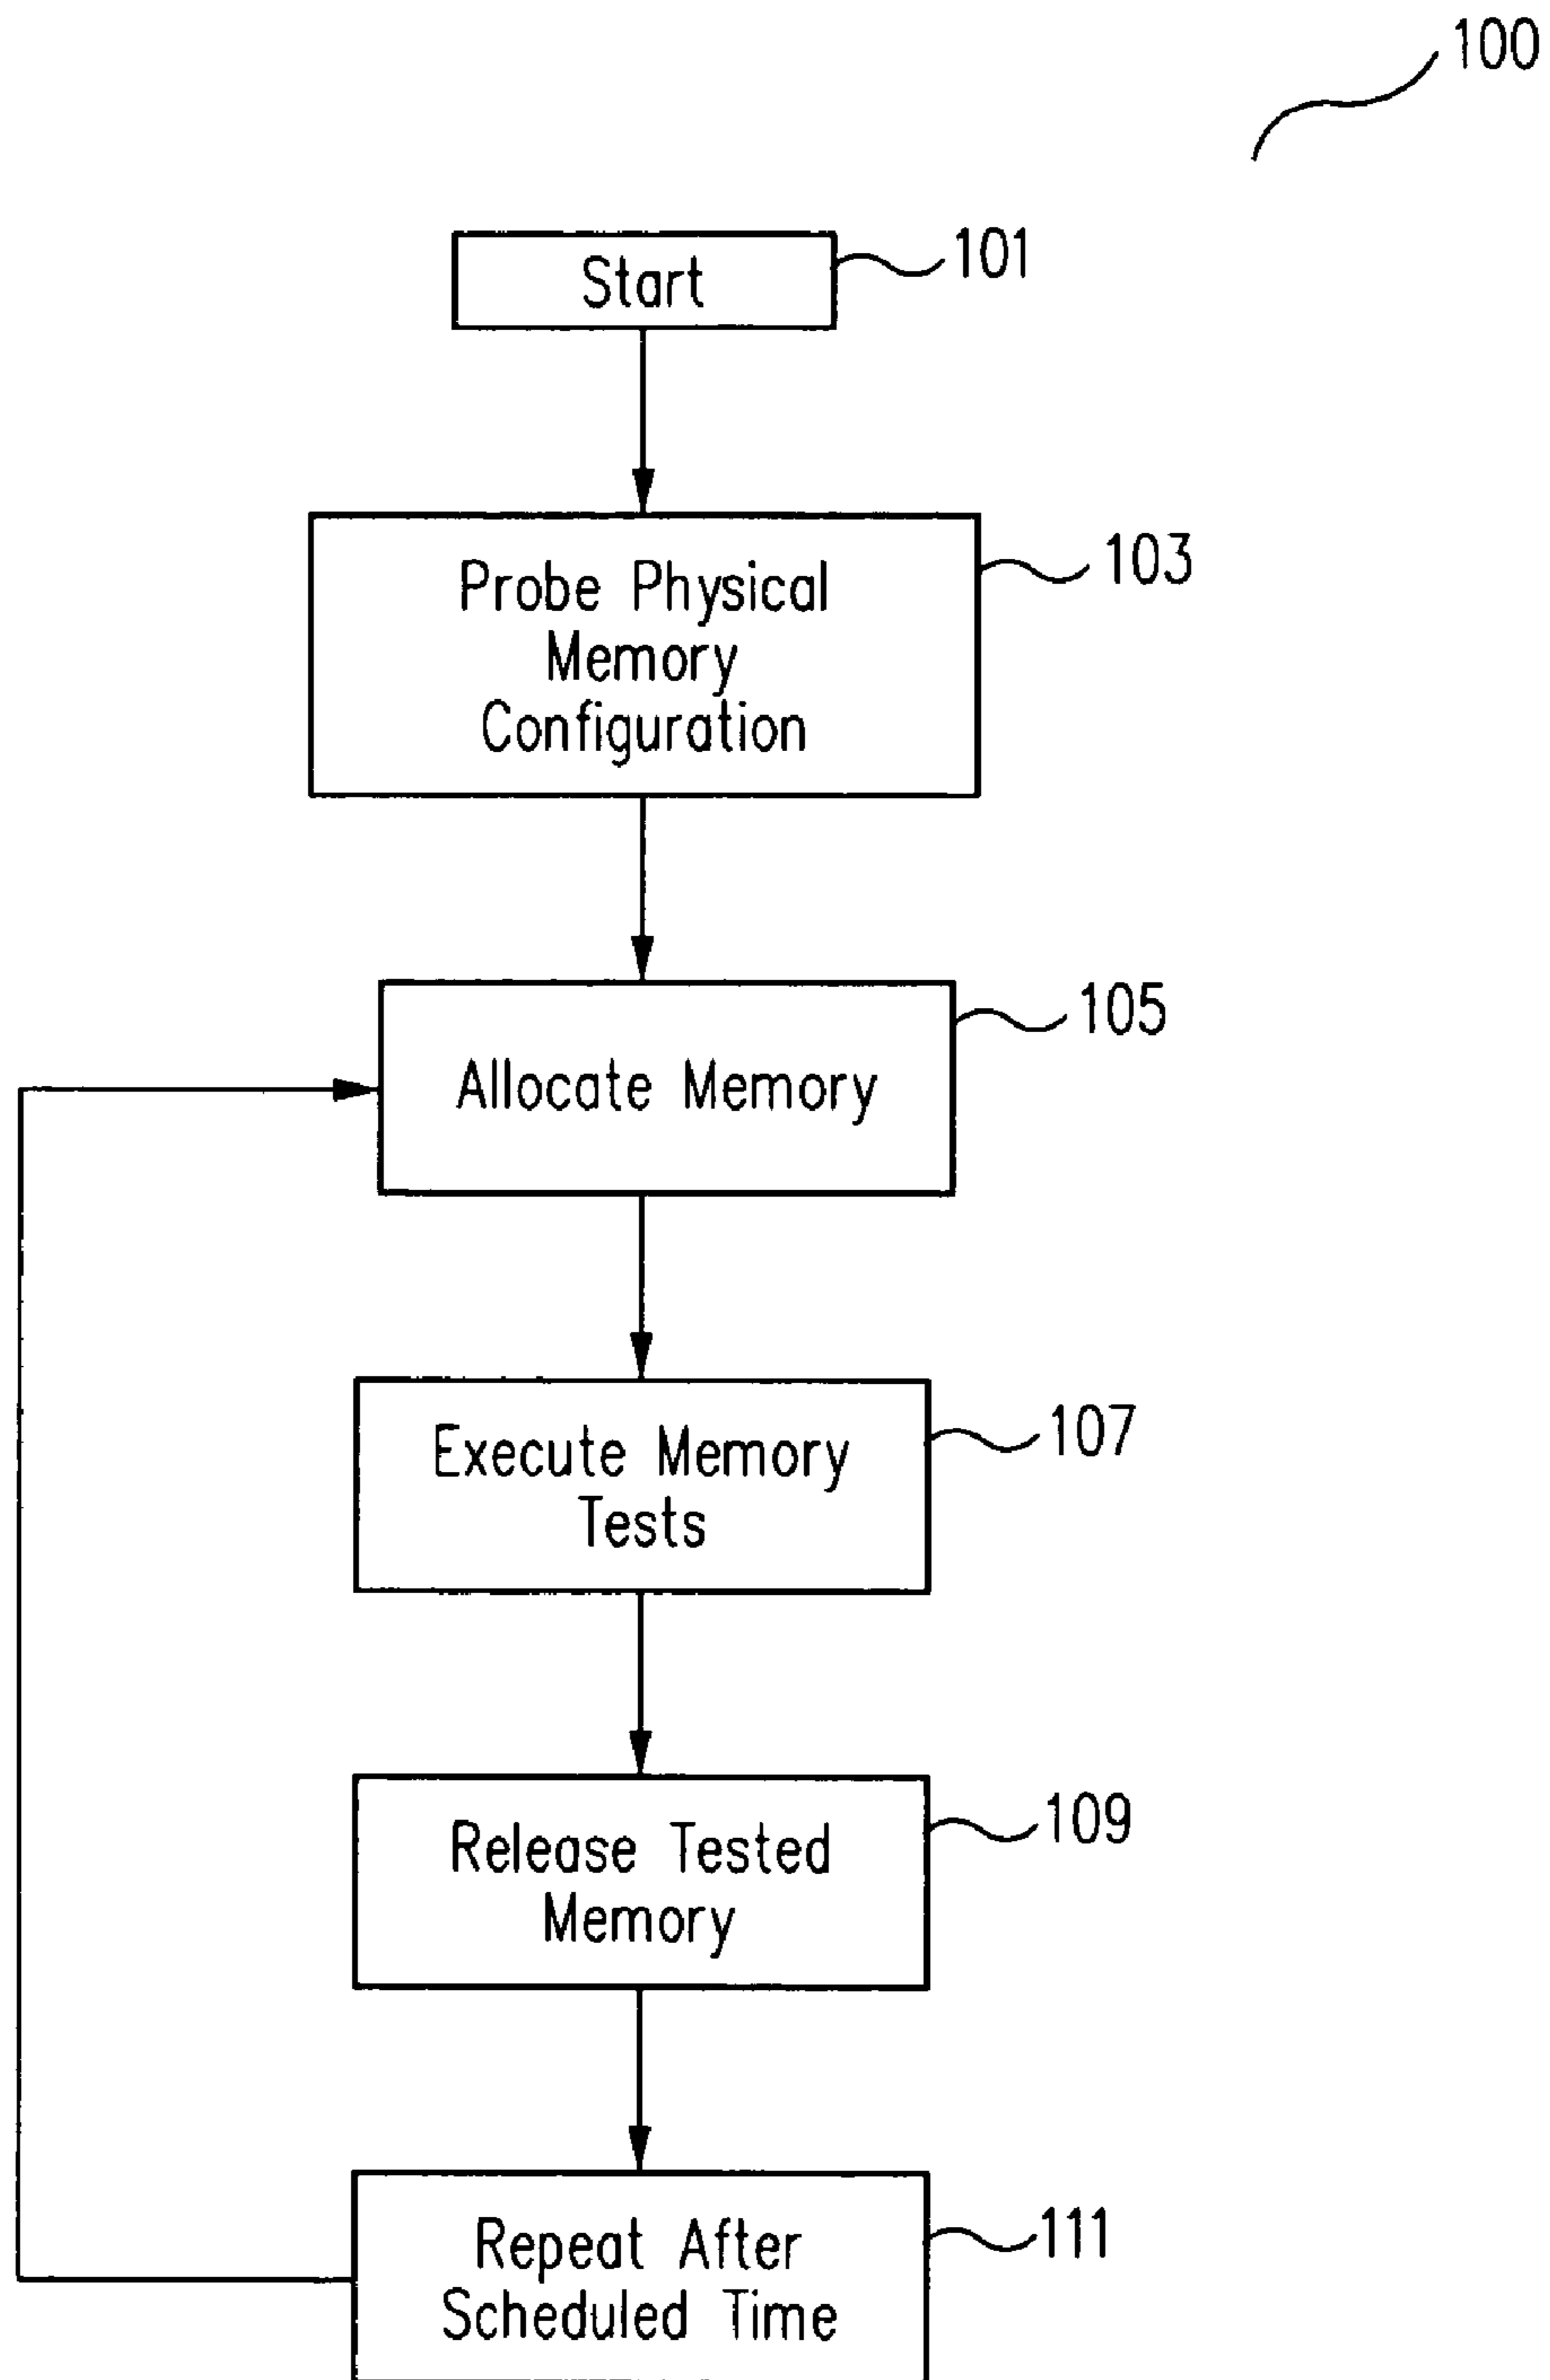 100
Start
101
Probe Physical
Memory
Configuration
103
Allocate Memory
105
Execute Memory
Tests
107
Release Tested
Memory
109
Repeat After
Scheduled Time
111